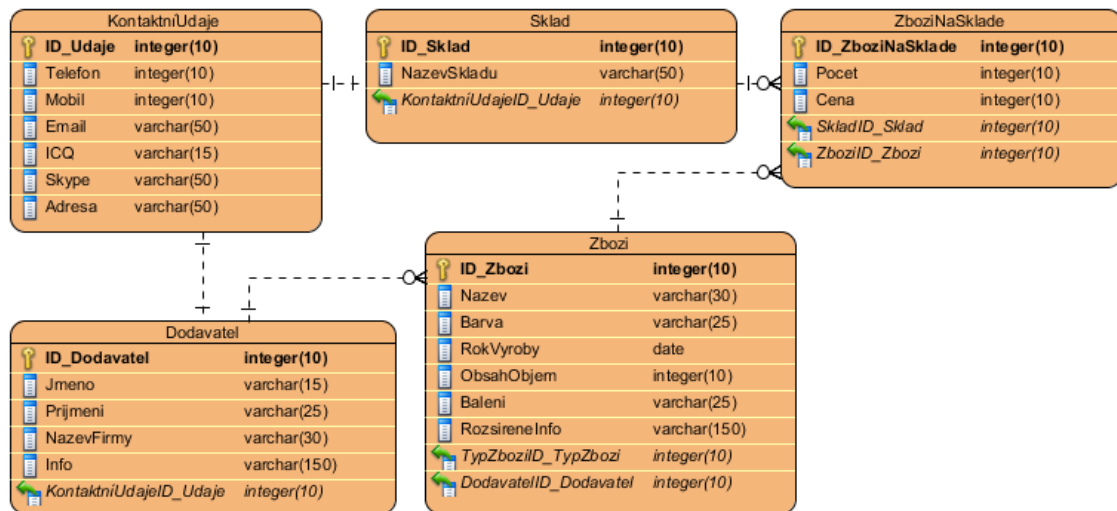 KontaktníUdaje
ID_Udaje integer(10)
Telefon integer(10)
Mobil integer(10)
Email varchar(50)
ICQ varchar(15)
Skype varchar(50)
Adresa varchar(50)
Sklad
ID_Sklad integer(10)
NazevSkladu varchar(50)
KontaktníUdajeID_Udaje integer(10)
ZboziNaSklade
ID_ZboziNaSklade integer(10)
Pocet integer(10)
Cena integer(10)
SkladID_Sklad integer(10)
ZboziID_Zbozi integer(10)
Dodavatel
ID_Dodavatel integer(10)
Jmeno varchar(15)
Prijmeni varchar(25)
NazevFirmy varchar(30)
Info varchar(150)
KontaktníUdajeID_Udaje integer(10)
Zbozi
ID_Zbozi integer(10)
Nazev varchar(30)
Barva varchar(25)
RokVyroby date
ObsahObjem integer(10)
Baleni varchar(25)
RozsireneInfo varchar(150)
TypZboziID_TypZbozi integer(10)
DodavatelID_Dodavatel integer(10)